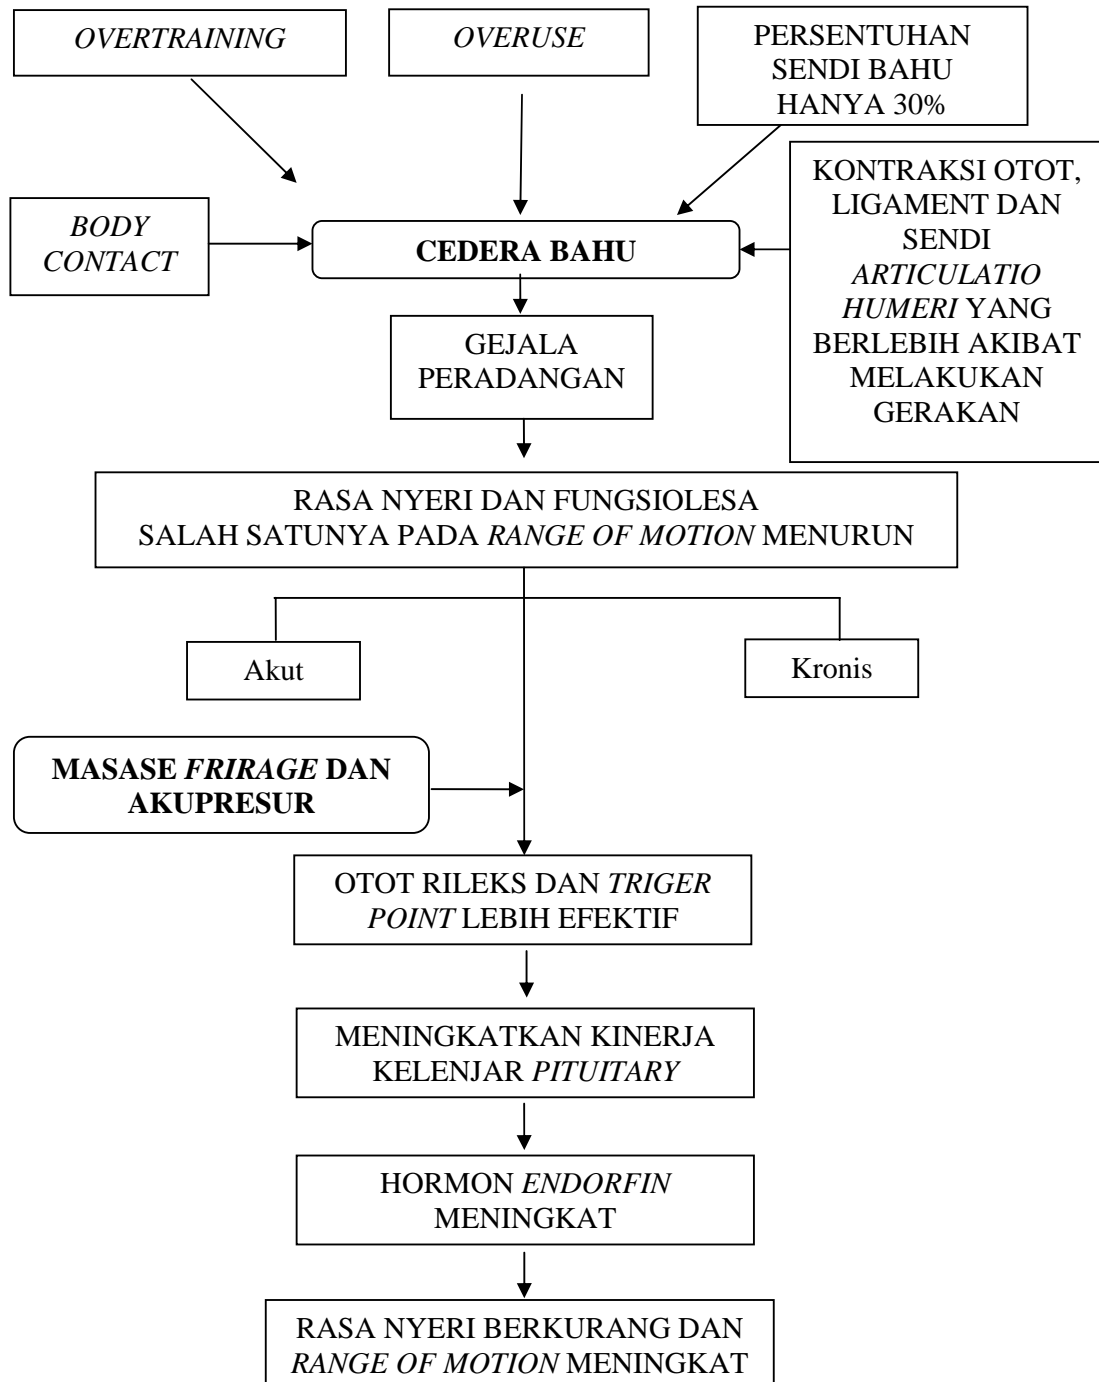 OVERTRAINING
OVERUSE
PERSENTUHAN
SENDI BAHU
HANYA 30%
BODY
CONTACT
CEDERA BAHU
KONTRAKSI OTOT,
LIGAMENT DAN
SENDI
ARTICULATIO
HUMERI YANG
BERLEBIH AKIBAT
MELAKUKAN
GERAKAN
GEJALA
PERADANGAN
RASA NYERI DAN FUNGSIOLESA
SALAH SATUNYA PADA RANGE OF MOTION MENURUN
Akut
Kronis
MASASE FRIRAGE DAN
AKUPRESUR
OTOT RILEKS DAN TRIGER
POINT LEBIH EFEKTIF
MENINGKATKAN KINERJA
KELENJAR PITUITARY
HORMON ENDORFIN
MENINGKAT
RASA NYERI BERKURANG DAN
RANGE OF MOTION MENINGKAT